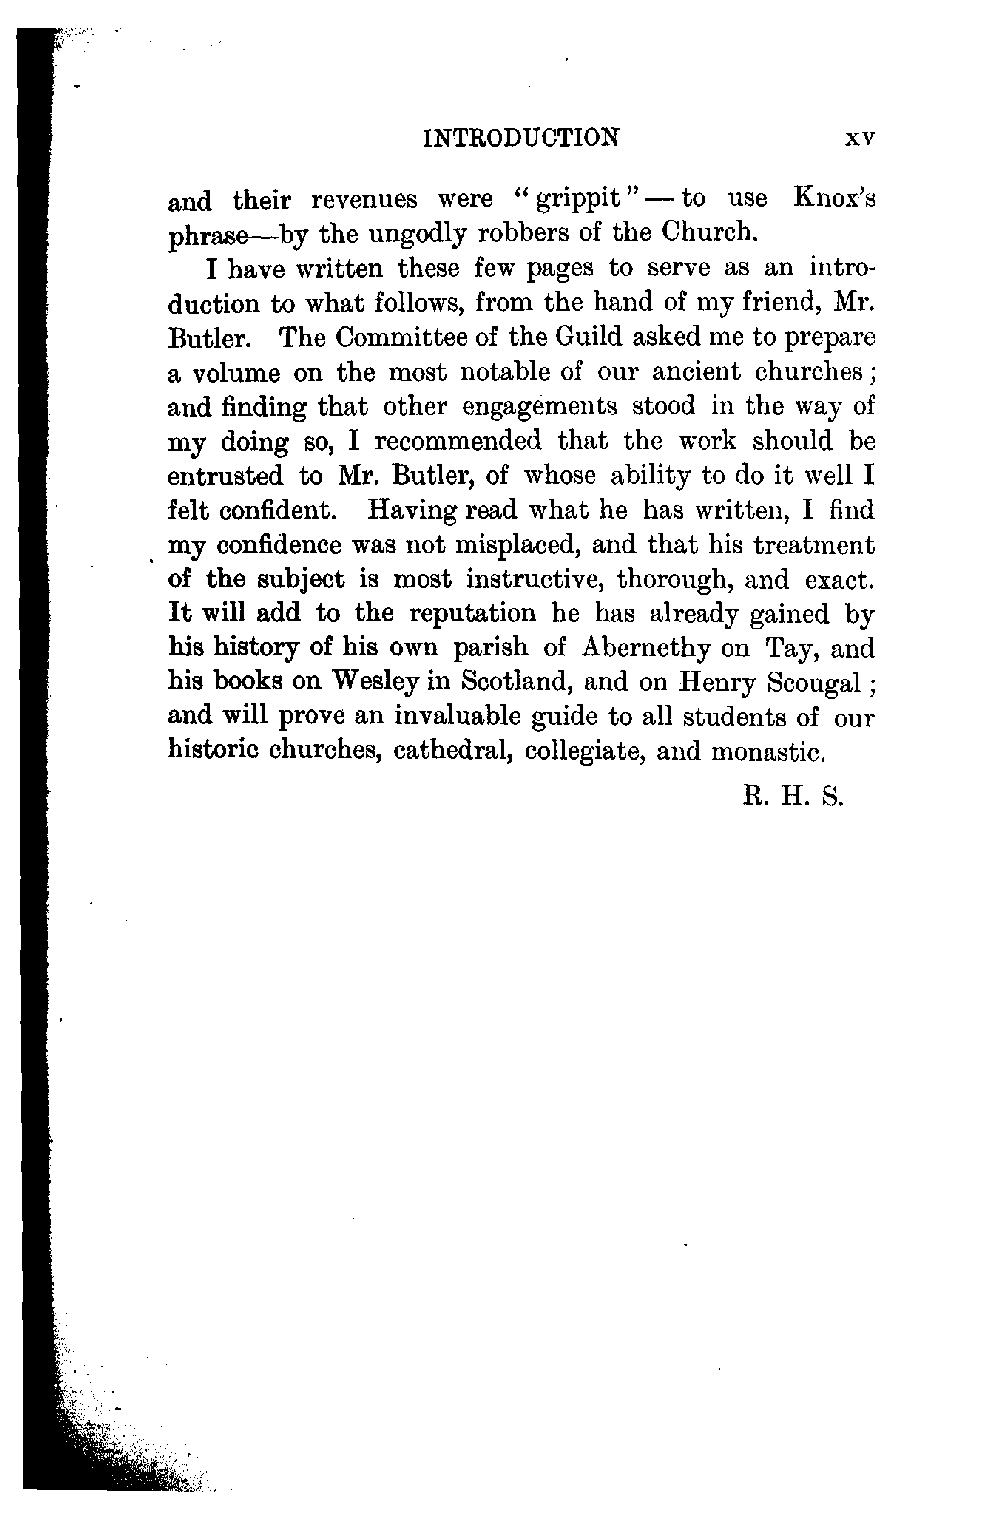 INTRODUCTION xv
and their revenues were "grippit"—to use Knox's
phrase—by the ungodly robbers of the Church.
I have written these few pages to serve as an intro-
duction to what follows, from the hand of my friend, Mr.
Butler. The Committee of the Guild asked me to prepare
a volume on the most notable of our ancient churches;
and finding that other engagements stood in the way of
my doing so, I recommended that the work should be
entrusted to Mr. Butler, of whose ability to do it well I
felt confident. Having read what he has written, I find
my confidence was not misplaced, and that his treatment
of the subject is most instructive, thorough, and exact.
It will add to the reputation he has already gained by
his history of his own parish of Abernethy on Tay, and
his books on Wesley in Scotland, and on Henry Scougal;
and will prove an invaluable guide to all students of our
historic churches, cathedral, collegiate, and monastic.
R. H. S.